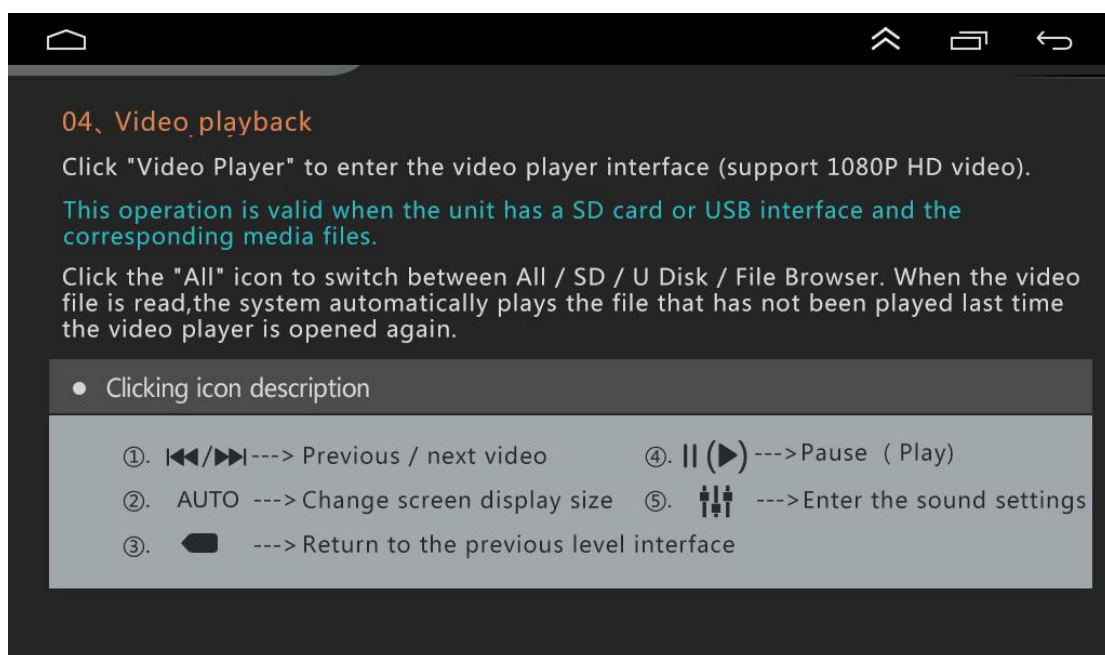 04、Video playback
Click "Video Player" to enter the video player interface (support 1080P HD video).
This operation is valid when the unit has a SD card or USB interface and the
corresponding media files.
Click the "All" icon to switch between All / SD / U Disk / File Browser. When the video
file is read,the system automatically plays the file that has not been played last time
the video player is opened again.
● Clicking icon description
①. ⏮/⏭---> Previous / next video
②. AUTO ---> Change screen display size
③. ---> Return to the previous level interface
④. || (▶) --->Pause ( Play)
⑤. --->Enter the sound settings